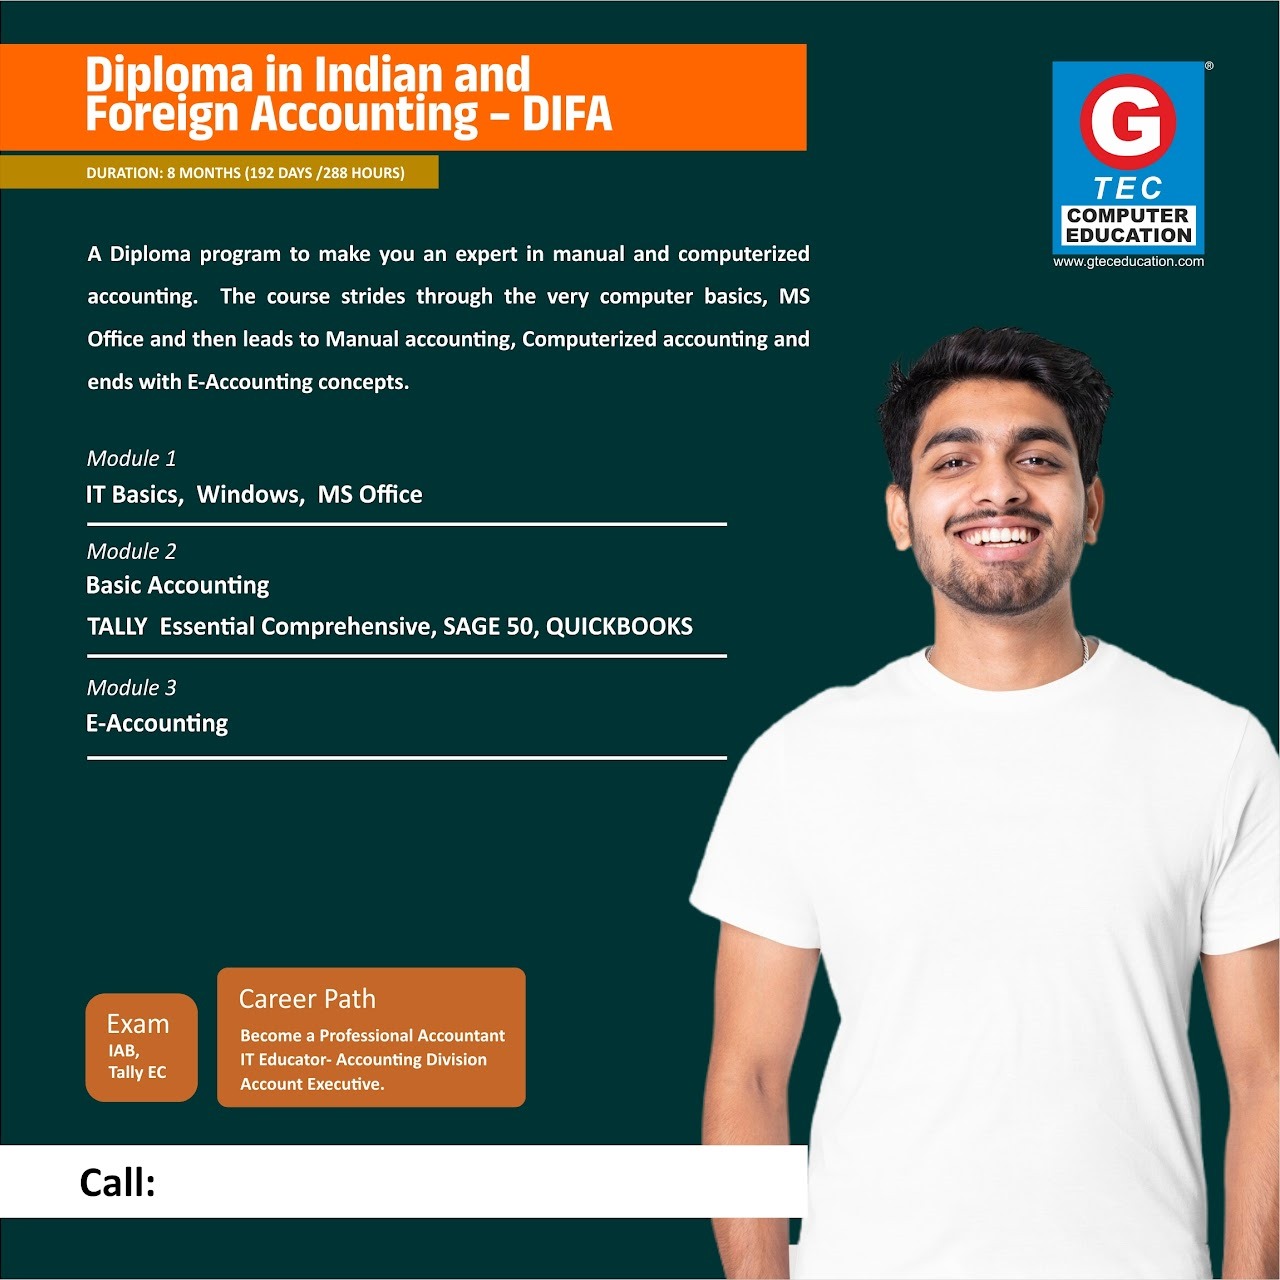 Diploma in Indian and
Foreign Accounting – DIFA
DURATION: 8 MONTHS (192 DAYS /288 HOURS)
G
®
TEC
COMPUTER
EDUCATION
www.gteceducation.com
A Diploma program to make you an expert in manual and computerized
accounting. The course strides through the very computer basics, MS
Office and then leads to Manual accounting, Computerized accounting and
ends with E-Accounting concepts.
Module 1
IT Basics, Windows, MS Office
Module 2
Basic Accounting
TALLY Essential Comprehensive, SAGE 50, QUICKBOOKS
Module 3
E-Accounting
Exam
IAB,
Tally EC
Career Path
Become a Professional Accountant
IT Educator- Accounting Division
Account Executive.
Call: